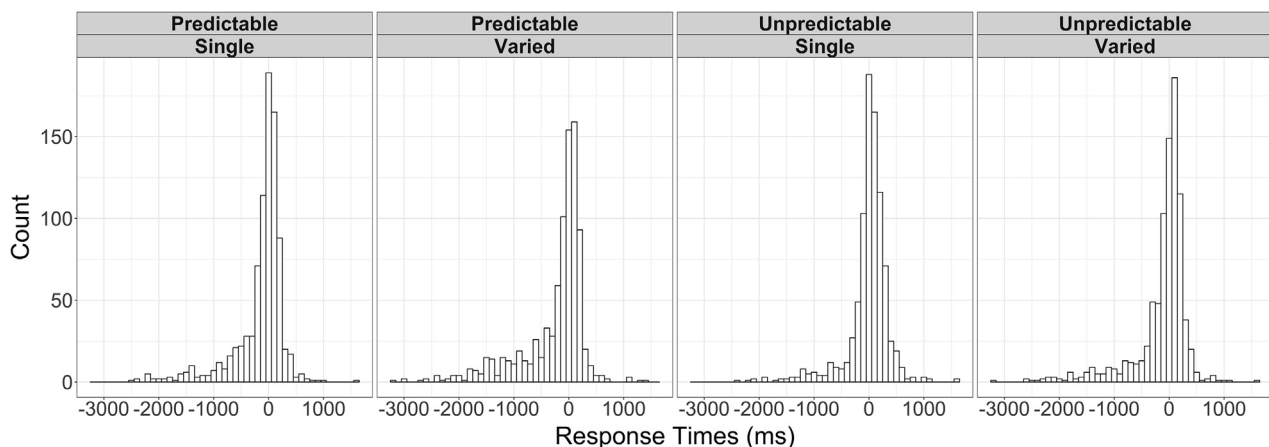 Predictable Predictable Unpredictable Unpredictable
Single Varied Single Varied
Count
150
100
50
0
-3000 -2000 -1000 0 1000 -3000 -2000 -1000 0 1000 -3000 -2000 -1000 0 1000 -3000 -2000 -1000 0 1000
Response Times (ms)